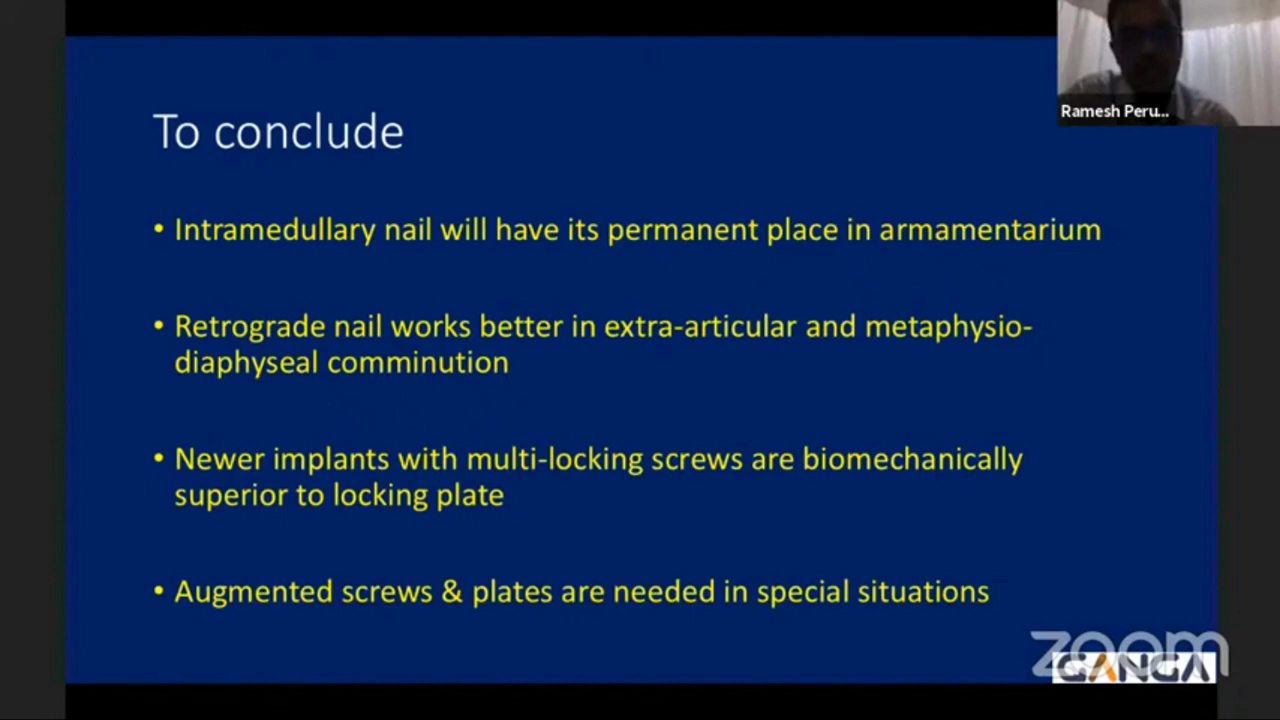 Ramesh Peru...
To conclude
• Intramedullary nail will have its permanent place in armamentarium
• Retrograde nail works better in extra-articular and metaphysio-
diaphyseal comminution
• Newer implants with multi-locking screws are biomechanically
superior to locking plate
• Augmented screws & plates are needed in special situations
zoom
GANGA